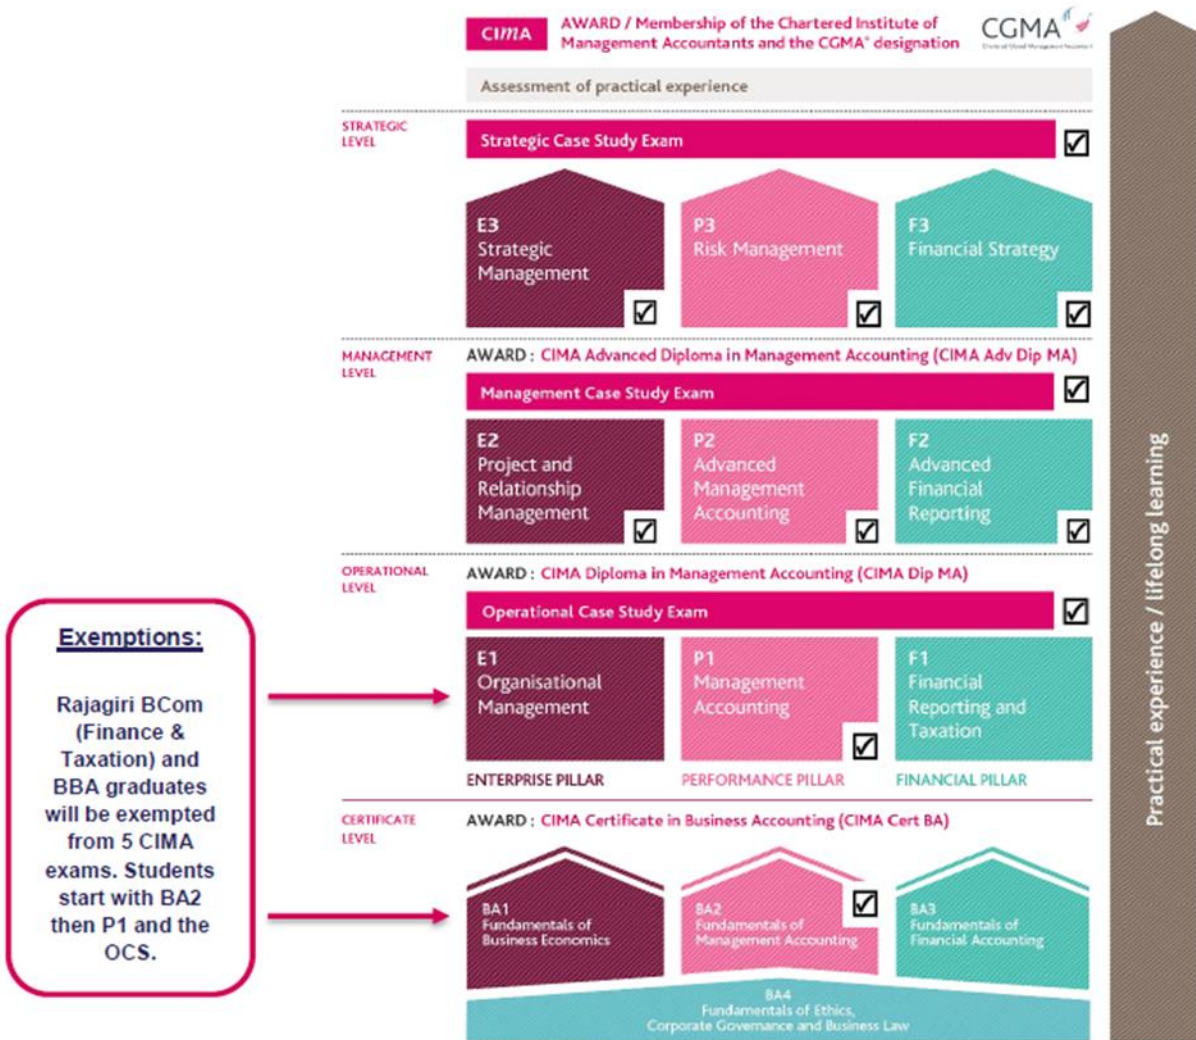 CIMA
AWARD / Membership of the Chartered Institute of
Management Accountants and the CGMA® designation
CGMA
Chartered Global Management Accountant
Assessment of practical experience
STRATEGIC
LEVEL
Strategic Case Study Exam
E3
Strategic
Management
P3
Risk Management
F3
Financial Strategy
MANAGEMENT
LEVEL
AWARD : CIMA Advanced Diploma in Management Accounting (CIMA Adv Dip MA)
Management Case Study Exam
E2
Project and
Relationship
Management
P2
Advanced
Management
Accounting
F2
Advanced
Financial
Reporting
OPERATIONAL
LEVEL
AWARD : CIMA Diploma in Management Accounting (CIMA Dip MA)
Operational Case Study Exam
E1
Organisational
Management
P1
Management
Accounting
F1
Financial
Reporting and
Taxation
ENTERPRISE PILLAR
PERFORMANCE PILLAR
FINANCIAL PILLAR
CERTIFICATE
LEVEL
AWARD : CIMA Certificate in Business Accounting (CIMA Cert BA)
BA1
Fundamentals of
Business Economics
BA2
Fundamentals of
Management Accounting
BA3
Fundamentals of
Financial Accounting
BA4
Fundamentals of Ethics,
Corporate Governance and Business Law
Exemptions:
Rajagiri BCom
(Finance &
Taxation) and
BBA graduates
will be exempted
from 5 CIMA
exams. Students
start with BA2
then P1 and the
OCS.
Practical experience / lifelong learning